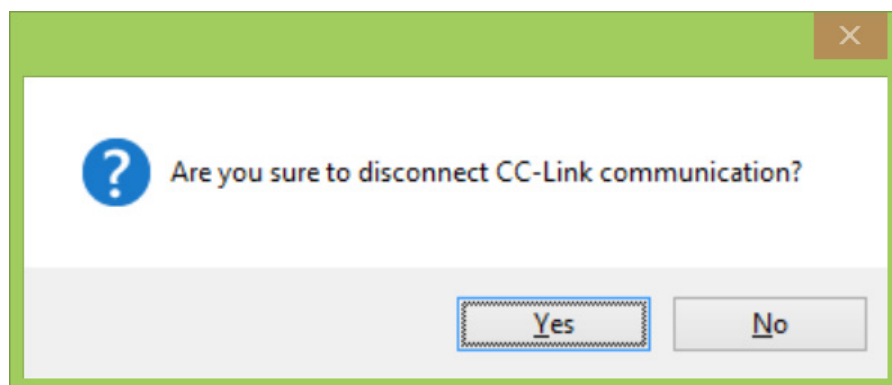 Are you sure to disconnect CC-Link communication?
Yes No